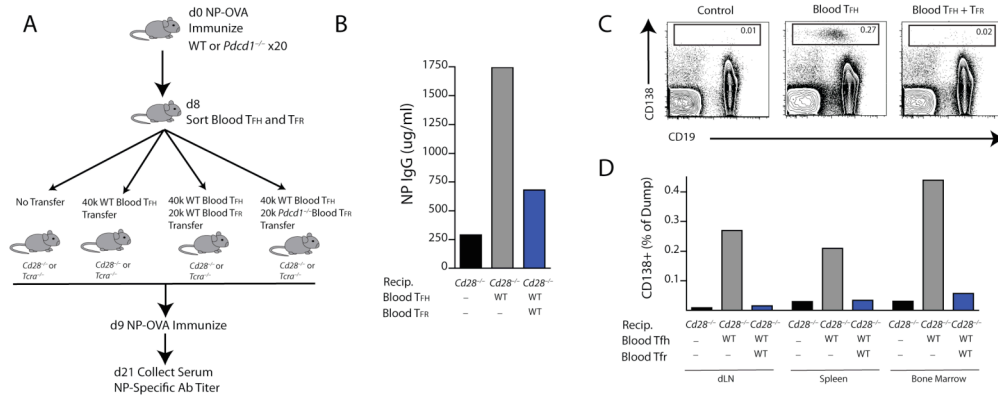 A
d0 NP-OVA
Immunize
WT or Pdcd1⁻/⁻ x20
d8
Sort Blood TFH and TFR
No Transfer
40k WT Blood TFH
Transfer
40k WT Blood TFH
20k WT Blood TFR
Transfer
40k WT Blood TFH
20k Pdcd1⁻/⁻Blood TFR
Transfer
Cd28⁻/⁻ or
Tcra⁻/⁻
Cd28⁻/⁻ or
Tcra⁻/⁻
Cd28⁻/⁻ or
Tcra⁻/⁻
Cd28⁻/⁻ or
Tcra⁻/⁻
d9 NP-OVA Immunize
d21 Collect Serum
NP-Specific Ab Titer
B
NP IgG (ug/ml)
1750
1500
1250
1000
750
500
250
0
Recip. Cd28⁻/⁻ Cd28⁻/⁻ Cd28⁻/⁻
Blood TFH – WT WT
Blood TFR – – WT
C
Control Blood TFH Blood TFH + TFR
0.01 0.27 0.02
CD138
CD19
D
CD138+ (% of Dump)
0.4
0.3
0.2
0.1
Recip. Cd28⁻/⁻ Cd28⁻/⁻ Cd28⁻/⁻ Cd28⁻/⁻ Cd28⁻/⁻ Cd28⁻/⁻ Cd28⁻/⁻ Cd28⁻/⁻ Cd28⁻/⁻
Blood Tfh – WT WT – WT WT – WT WT
Blood Tfr – – WT – – WT – – WT
dLN Spleen Bone Marrow